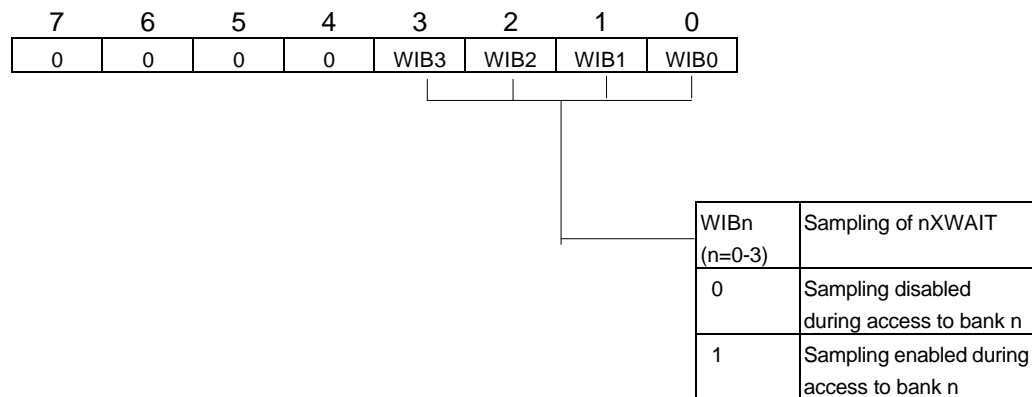 7 6 5 4 3 2 1 0
0 0 0 0 WIB3 WIB2 WIB1 WIB0
WIBn Sampling of nXWAIT
(n=0-3)
0 Sampling disabled
during access to bank n
1 Sampling enabled during
access to bank n